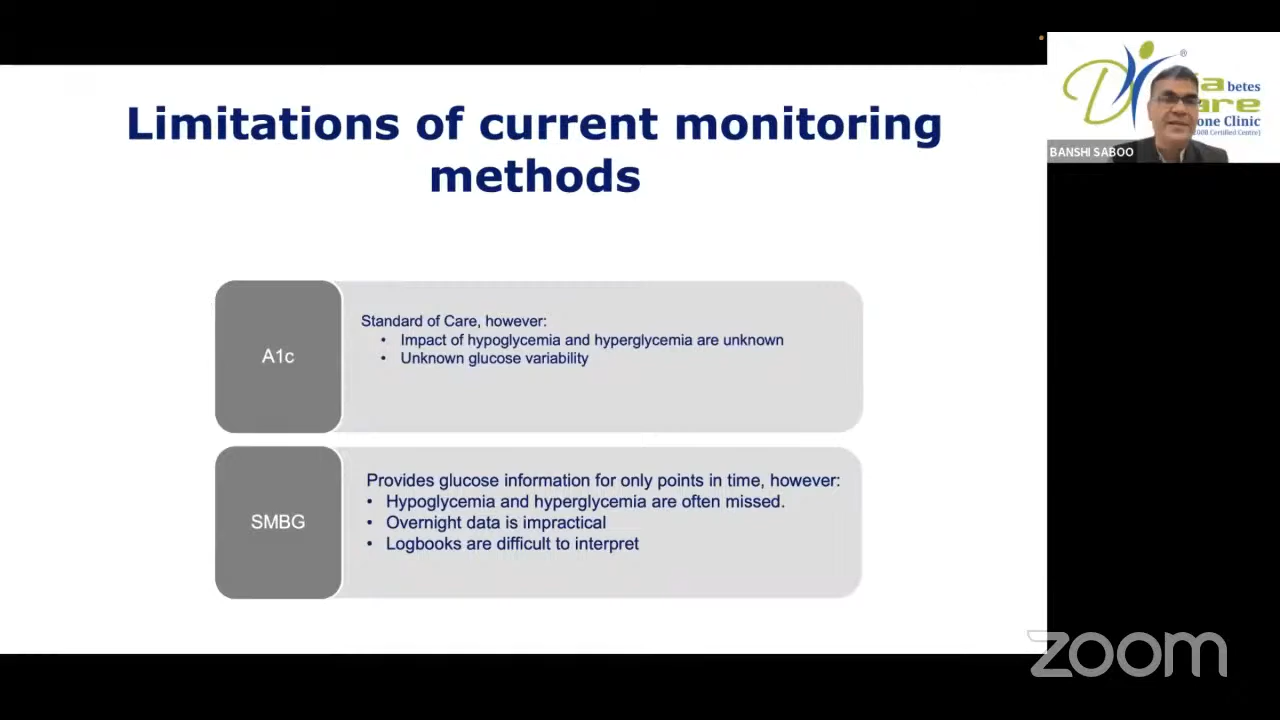 Limitations of current monitoring
methods
A1c
Standard of Care, however:
• Impact of hypoglycemia and hyperglycemia are unknown
• Unknown glucose variability
SMBG
Provides glucose information for only points in time, however:
• Hypoglycemia and hyperglycemia are often missed.
• Overnight data is impractical
• Logbooks are difficult to interpret
®
betes
are
one Clinic
Certified Centre)
BANSHI SABOO
zoom